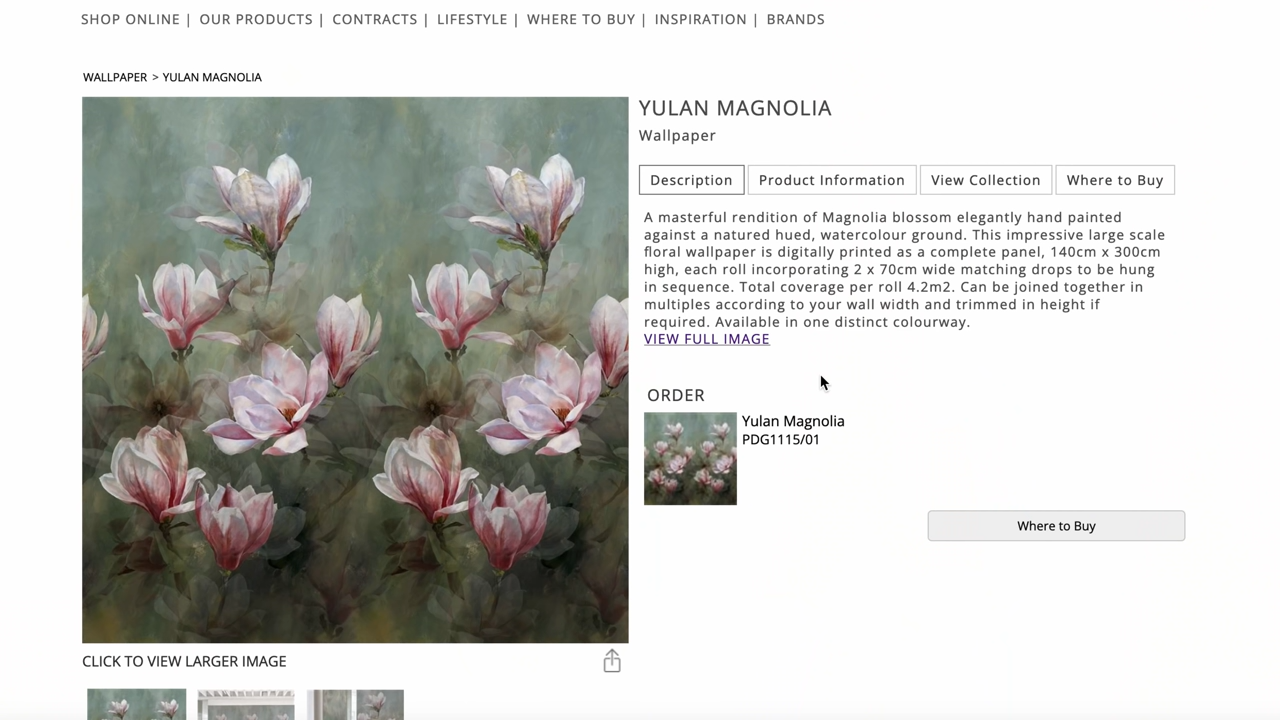 SHOP ONLINE | OUR PRODUCTS | CONTRACTS | LIFESTYLE | WHERE TO BUY | INSPIRATION | BRANDS
WALLPAPER > YULAN MAGNOLIA
YULAN MAGNOLIA
Wallpaper
Description Product Information View Collection Where to Buy
A masterful rendition of Magnolia blossom elegantly hand painted
against a natured hued, watercolour ground. This impressive large scale
floral wallpaper is digitally printed as a complete panel, 140cm x 300cm
high, each roll incorporating 2 x 70cm wide matching drops to be hung
in sequence. Total coverage per roll 4.2m2. Can be joined together in
multiples according to your wall width and trimmed in height if
required. Available in one distinct colourway.
VIEW FULL IMAGE
ORDER
Yulan Magnolia
PDG1115/01
Where to Buy
CLICK TO VIEW LARGER IMAGE